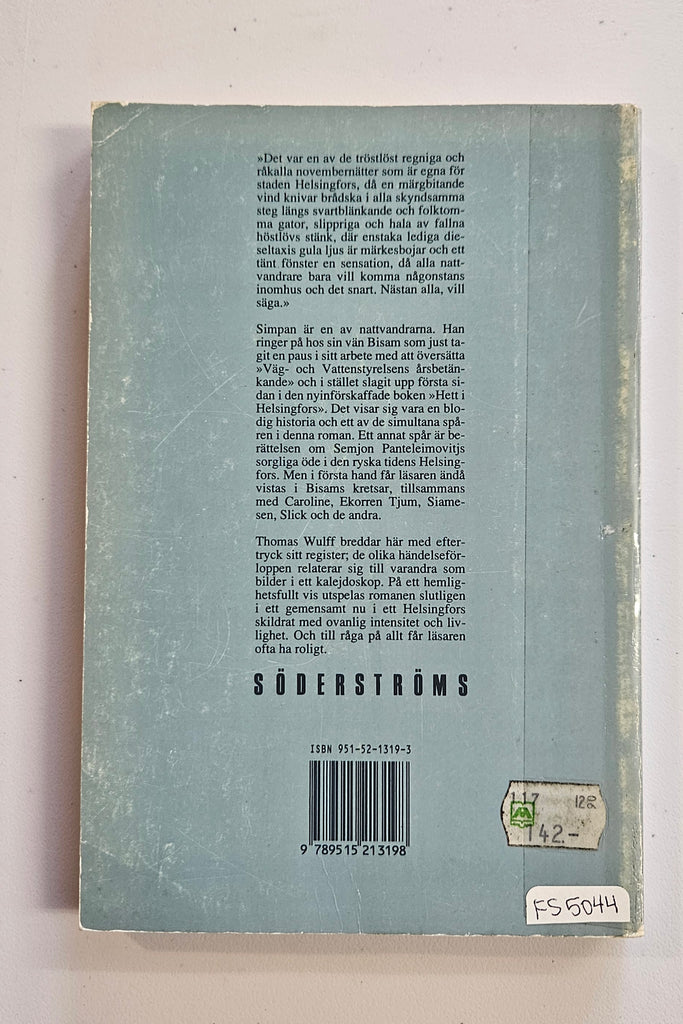 »Det var en av de tröstlöst regniga och
råkalla novembernätter som är egna för
staden Helsingfors, då en märgbitande
vind knivar brådska i alla skyndsamma
steg längs svartblänkande och folktom-
ma gator, slippriga och hala av fallna
höstlövs stänk, där enstaka lediga die-
seltaxis gula ljus är märkesbojar och ett
tänt fönster en sensation, då alla natt-
vandrare bara vill komma någonstans
inomhus och det snart. Nästan alla, vill
säga.»
Simpan är en av nattvandrarna. Han
ringer på hos sin vän Bisam som just ta-
git en paus i sitt arbete med att översätta
»Väg- och Vattenstyrelsens årsbetän-
kande» och i stället slagit upp första si-
dan i den nyinförskaffade boken »Hett i
Helsingfors». Det visar sig vara en blo-
dig historia och ett av de simultana spå-
ren i denna roman. Ett annat spår är be-
rättelsen om Semjon Panteleimovitjs
sorgliga öde i den ryska tidens Helsing-
fors. Men i första hand får läsaren ändå
vistas i Bisams kretsar, tillsammans
med Caroline, Ekorren Tjum, Siame-
sen, Slick och de andra.
Thomas Wulff breddar här med efter-
tryck sitt register; de olika händelseför-
loppen relaterar sig till varandra som
bilder i ett kalejdoskop. På ett hemlig-
hetsfullt vis utspelas romanen slutligen
i ett gemensamt nu i ett Helsingfors
skildrat med ovanlig intensitet och liv-
lighet. Och till råga på allt får läsaren
ofta ha roligt.
SÖDERSTRÖMS
ISBN 951-52-1319-3
9 789515 213198
117
142.-
FS5044